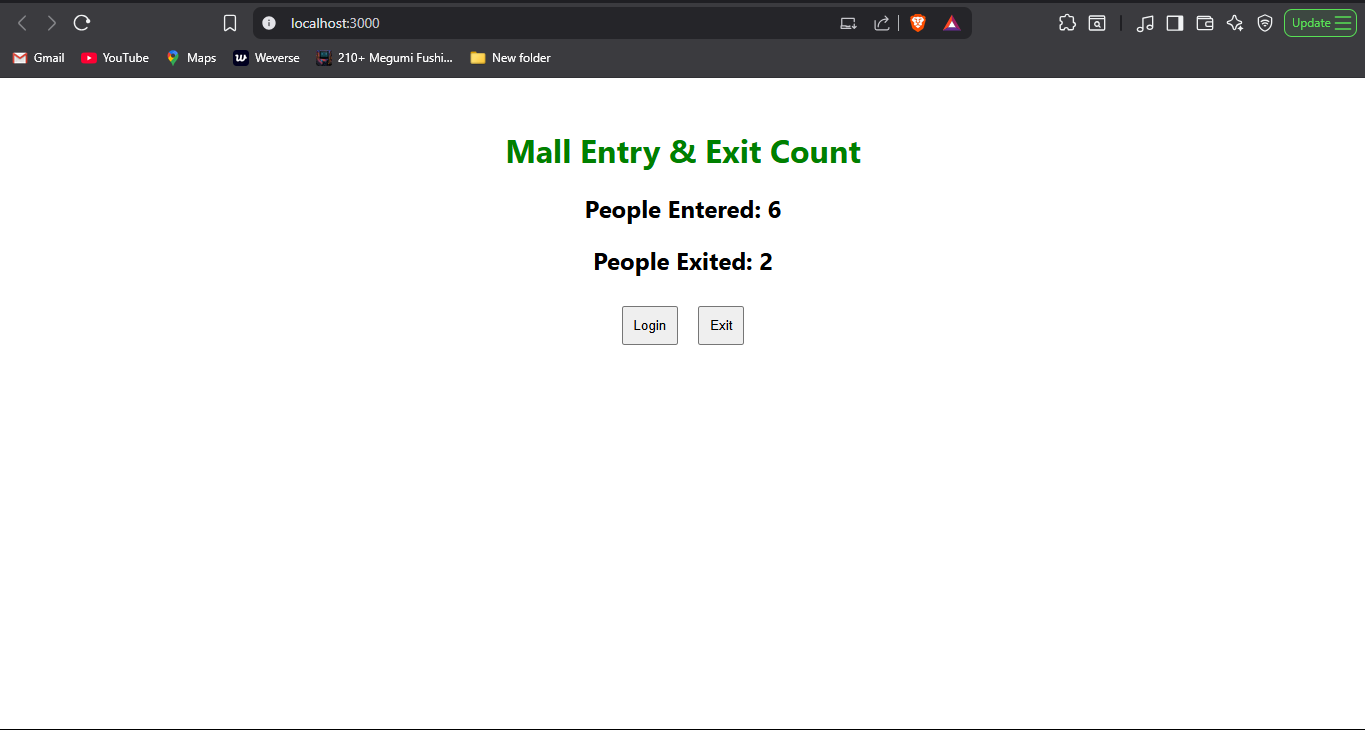 localhost:3000
Update
Gmail YouTube Maps Weverse 210+ Megumi Fushi... New folder
Mall Entry & Exit Count
People Entered: 6
People Exited: 2
Login Exit